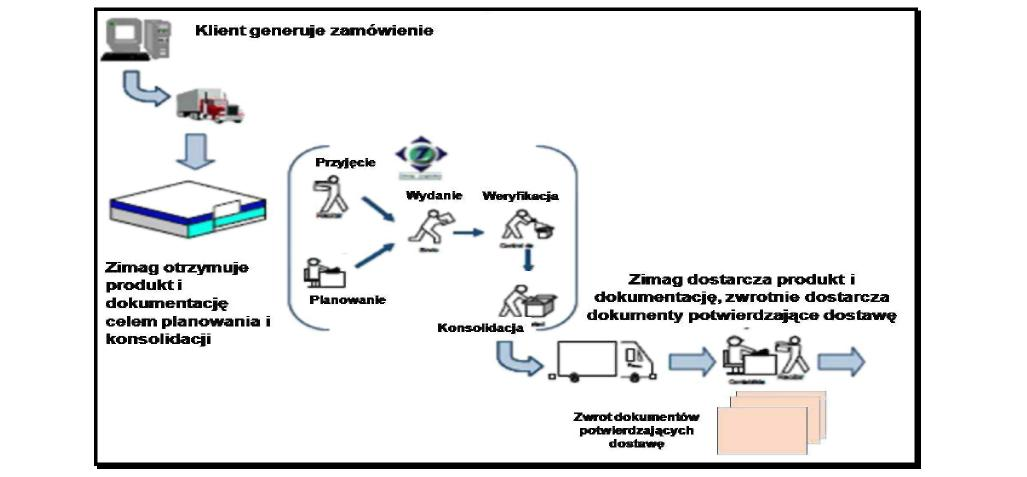 Klient generuje zamówienie
Przyjęcie
Wydanie
Weryfikacja
Planowanie
Konsolidacja
Zimag otrzymuje
produkt i
dokumentację
celem planowania i
konsolidacji
Zimag dostarcza produkt i
dokumentację, zwrotnie dostarcza
dokumenty potwierdzające dostawę
Zwrot dokumentów
potwierdzających
dostawę